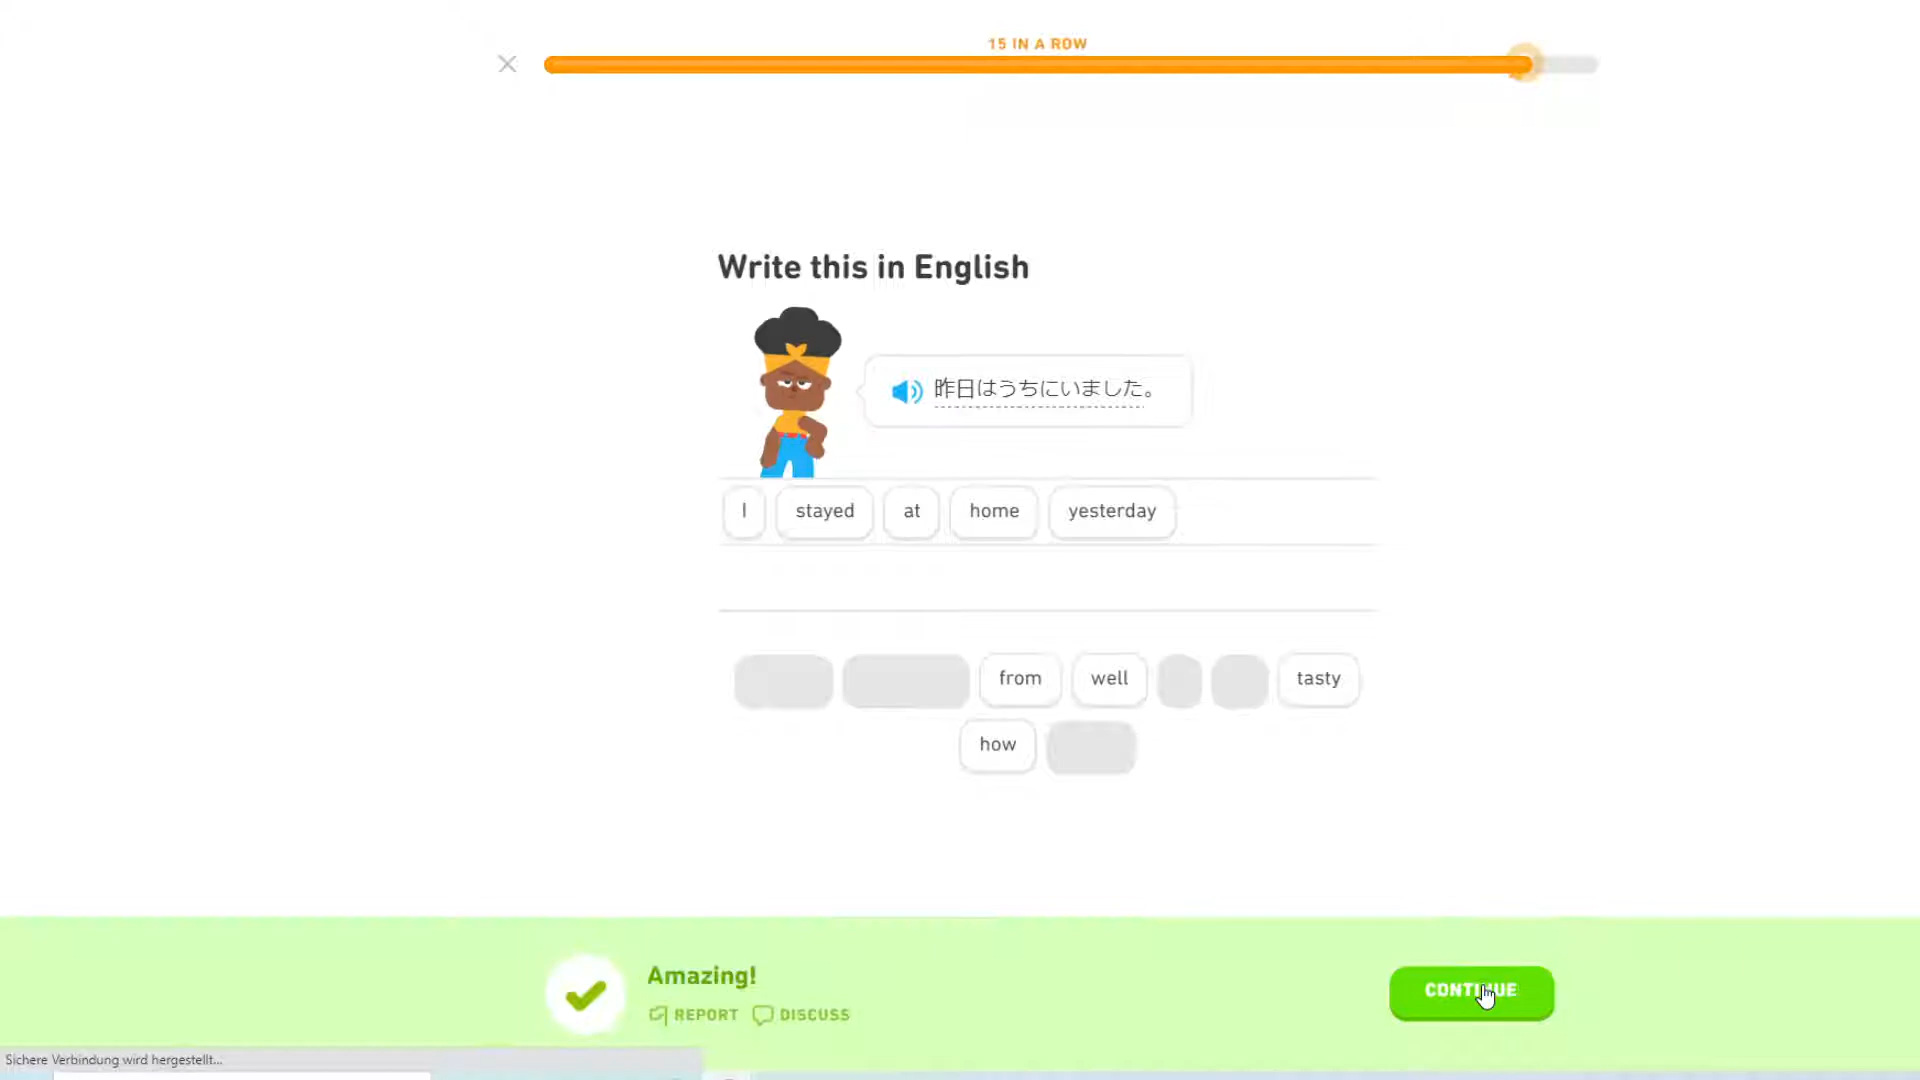 15 IN A ROW
Write this in English
昨日はうちにいました。
I stayed at home yesterday
from well tasty
how
Amazing!
REPORT DISCUSS
CONTINUE
Sichere Verbindung wird hergestellt...